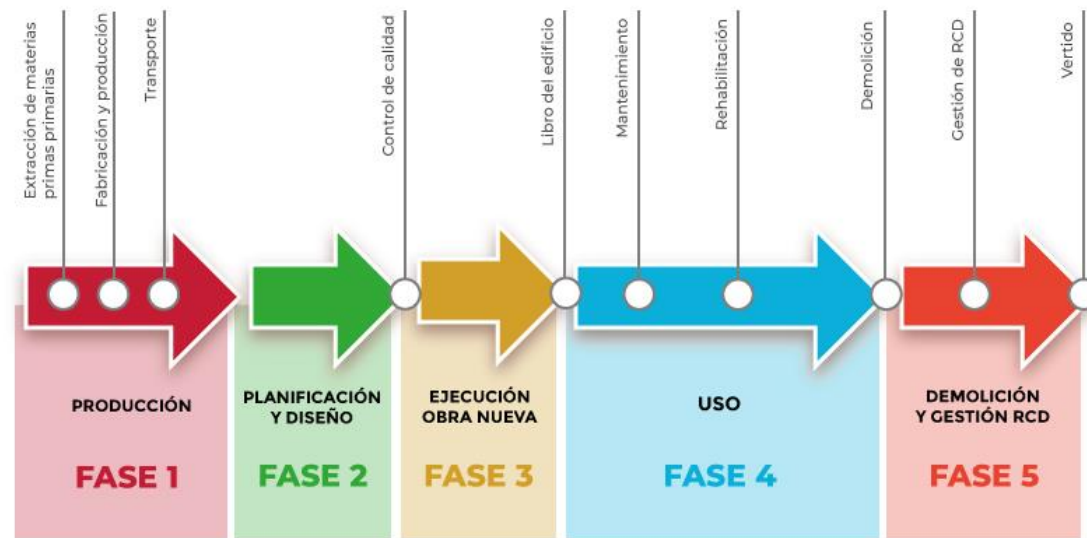 Extracción de materias
primas primarias
Fabricación y producción
Transporte
Control de calidad
Libro del edificio
Mantenimiento
Rehabilitación
Demolición
Gestión de RCD
Vertido
PRODUCCIÓN
FASE 1
PLANIFICACIÓN
Y DISEÑO
FASE 2
EJECUCIÓN
OBRA NUEVA
FASE 3
USO
FASE 4
DEMOLICIÓN
Y GESTIÓN RCD
FASE 5